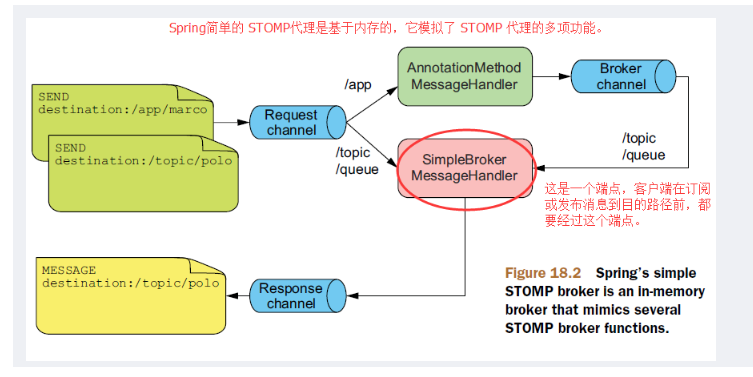 Spring简单的 STOMP代理是基于内存的，它模拟了 STOMP 代理的多项功能。
SEND
destination:/app/marco
SEND
destination:/topic/polo
Request
channel
/app
/topic
/queue
AnnotationMethod
MessageHandler
Broker
channel
/topic
/queue
SimpleBroker
MessageHandler
这是一个端点，客户端在订阅
或发布消息到目的路径前，都
要经过这个端点。
MESSAGE
destination:/topic/polo
Response
channel
Figure 18.2 Spring's simple
STOMP broker is an in-memory
broker that mimics several
STOMP broker functions.